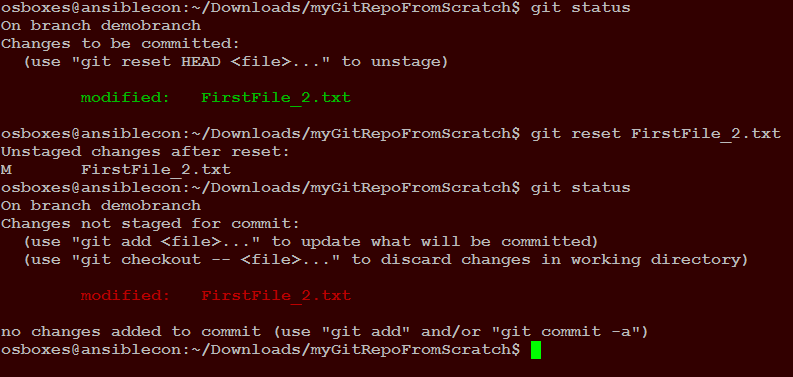 osboxes@ansiblecon:~/Downloads/myGitRepoFromScratch$ git status
On branch demobranch
Changes to be committed:
  (use "git reset HEAD <file>..." to unstage)

        modified:   FirstFile_2.txt

osboxes@ansiblecon:~/Downloads/myGitRepoFromScratch$ git reset FirstFile_2.txt
Unstaged changes after reset:
M       FirstFile_2.txt
osboxes@ansiblecon:~/Downloads/myGitRepoFromScratch$ git status
On branch demobranch
Changes not staged for commit:
  (use "git add <file>..." to update what will be committed)
  (use "git checkout -- <file>..." to discard changes in working directory)

        modified:   FirstFile_2.txt

no changes added to commit (use "git add" and/or "git commit -a")
osboxes@ansiblecon:~/Downloads/myGitRepoFromScratch$